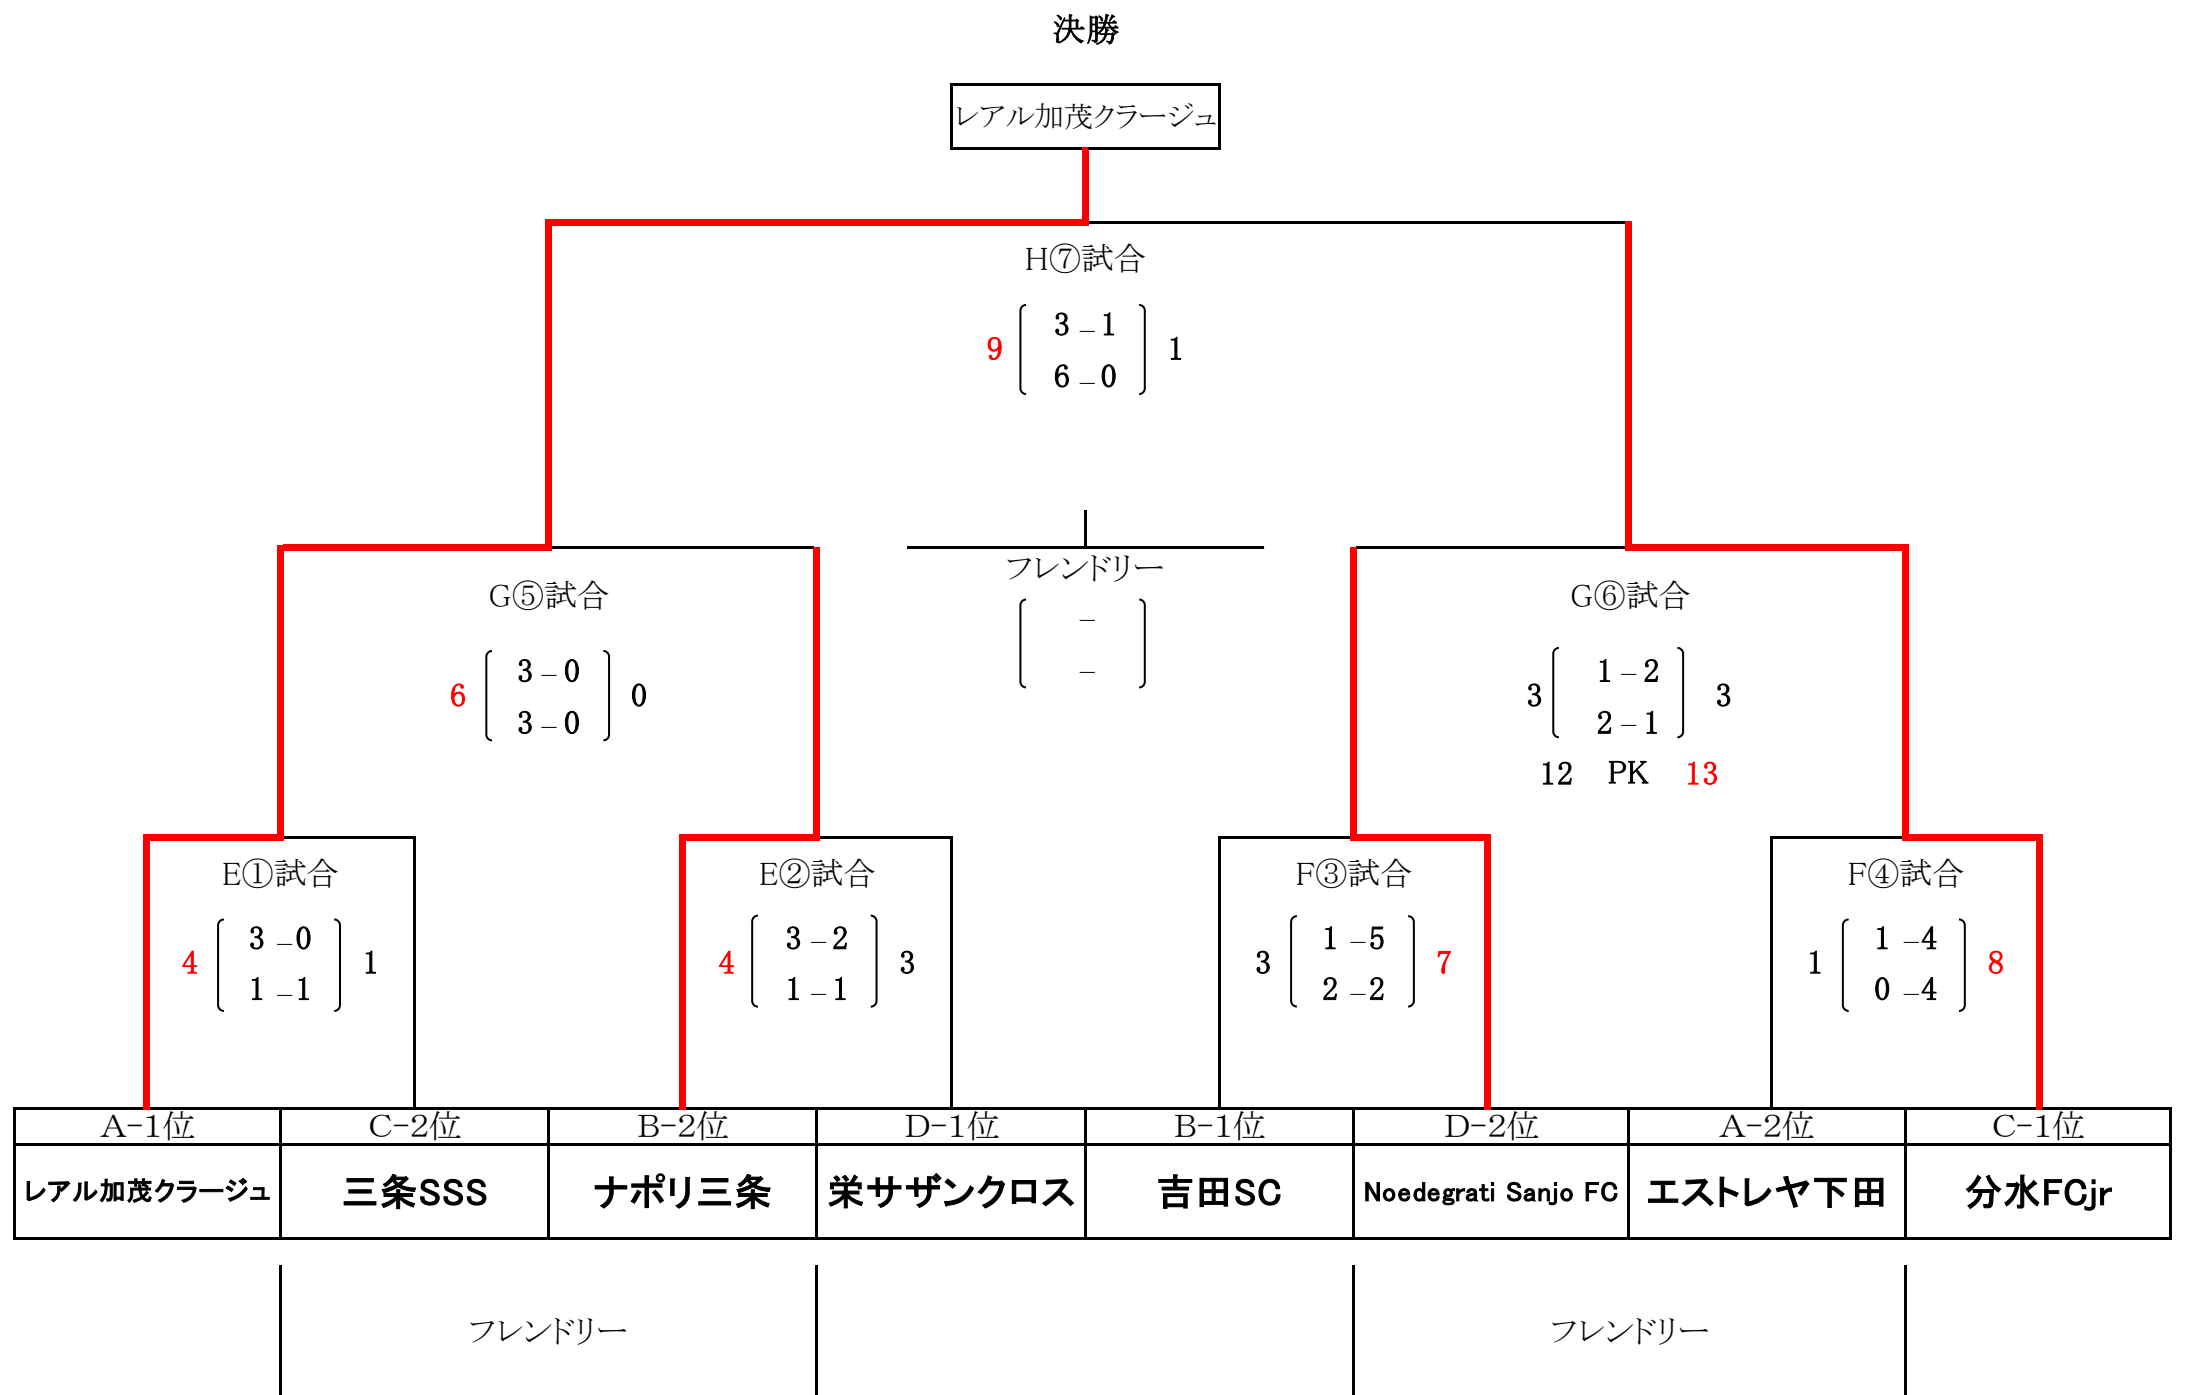 決勝
レアル加茂クラージュ
H⑦試合
3 – 1
9 1
6 – 0
フレンドリー
G⑤試合 G⑥試合
–
3 – 0 1 – 2
–
6 0 3 3
3 – 0 2 – 1
12 PK 13
E①試合 E②試合 F③試合 F④試合
3 –0 3 – 2 1 –5 1 –4
4 1 4 3 3 7 1 8
1 –1 1 – 1 2 –2 0 –4
A-1位 C-2位 B-2位 D-1位 B-1位 D-2位 A-2位 C-1位
レアル加茂クラージュ 三条SSS ナポリ三条 栄サザンクロス 吉田SC Noedegrati Sanjo FC エストレヤ下田 分水FCjr
フレンドリー フレンドリー